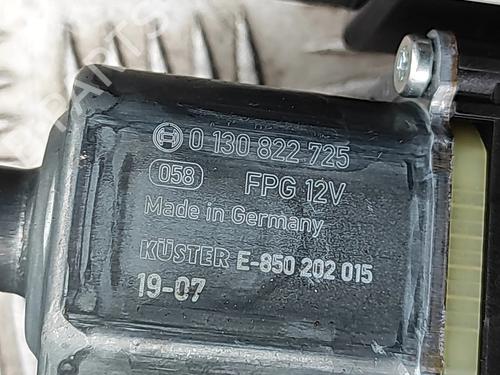 0 130 822 725
058 FPG 12V
Made in Germany
KÜSTER E-850 202 015
19-07